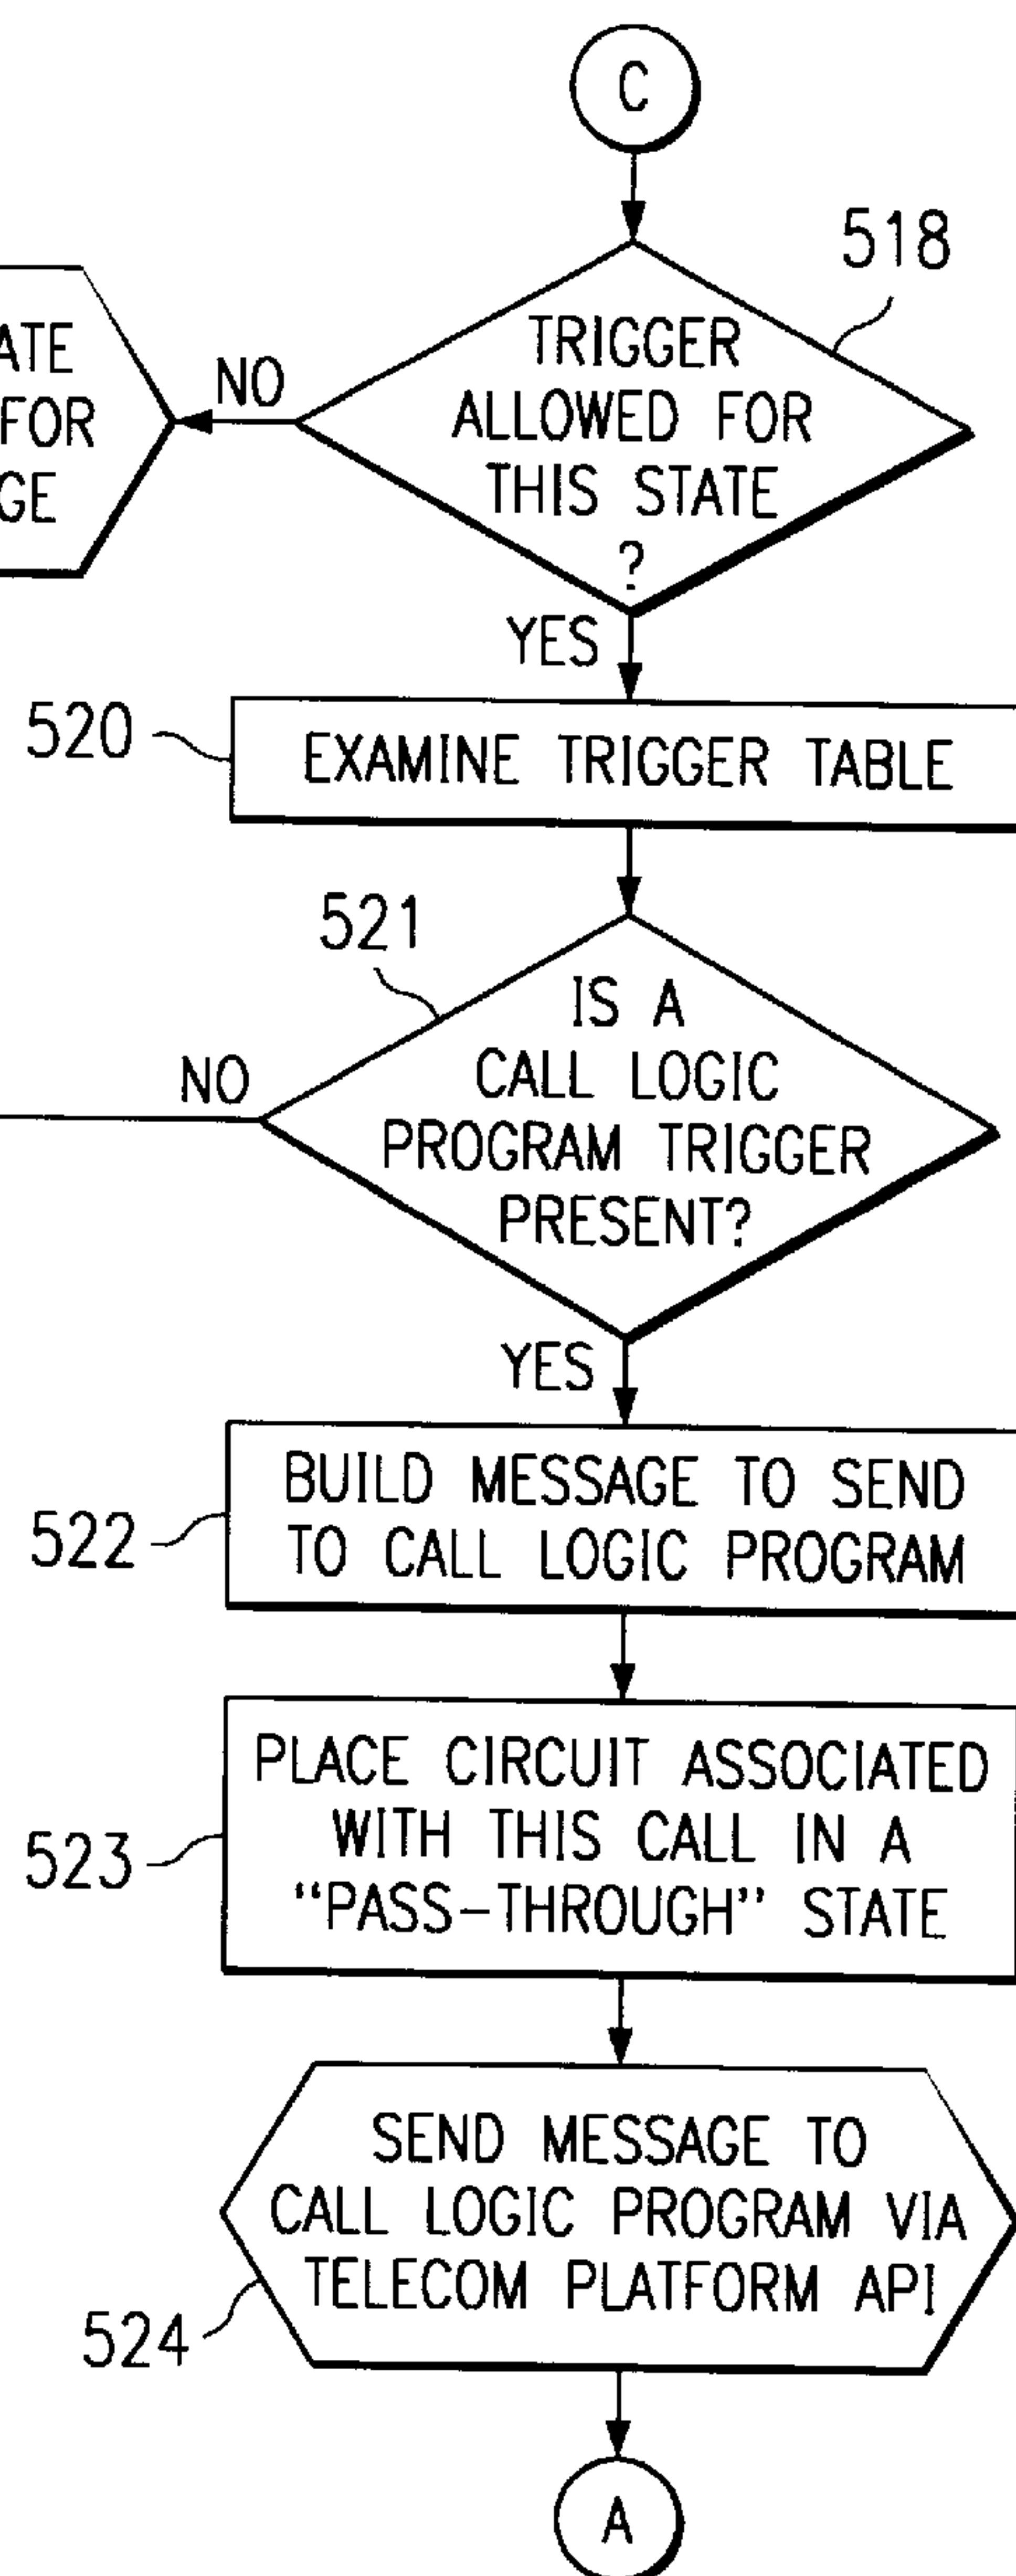 C
518
TRIGGER
ALLOWED FOR
THIS STATE
?
NO
FOR
YES
520
EXAMINE TRIGGER TABLE
521
IS A
CALL LOGIC
PROGRAM TRIGGER
PRESENT?
NO
YES
522
BUILD MESSAGE TO SEND
TO CALL LOGIC PROGRAM
523
PLACE CIRCUIT ASSOCIATED
WITH THIS CALL IN A
“PASS-THROUGH” STATE
SEND MESSAGE TO
CALL LOGIC PROGRAM VIA
TELECOM PLATFORM API
524
A